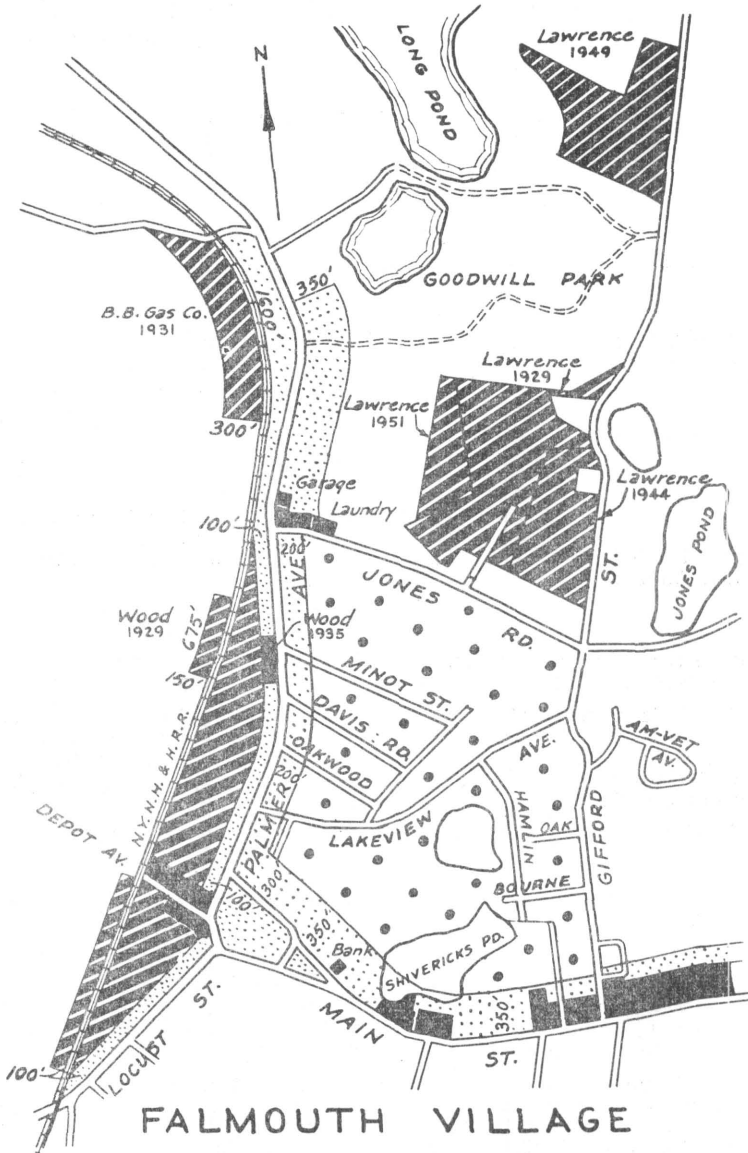 Lawrence
1949
N
LONG POND
350'
GOODWILL PARK
1500'
B.B. Gas Co.
1931
Lawrence
1929
Lawrence
1951
300'
Garage
Lawrence
1944
Laundry
100'
200'
AVE
JONES RD.
ST.
JONES POND
Wood
1929
675'
Wood
1935
150'
MINOT ST.
DAVIS RD.
OAKWOOD
200'
N.Y. N.H. & H. R.R.
AM-VET
AV.
AVE.
HAMLIN
GIFFORD
DEPOT AV.
PALMER
LAKEVIEW
OAK
300'
BOURNE
100'
350'
Bank
SHIVERICKS PD.
ST.
MAIN
350'
ST.
LOCUST
100'
FALMOUTH VILLAGE